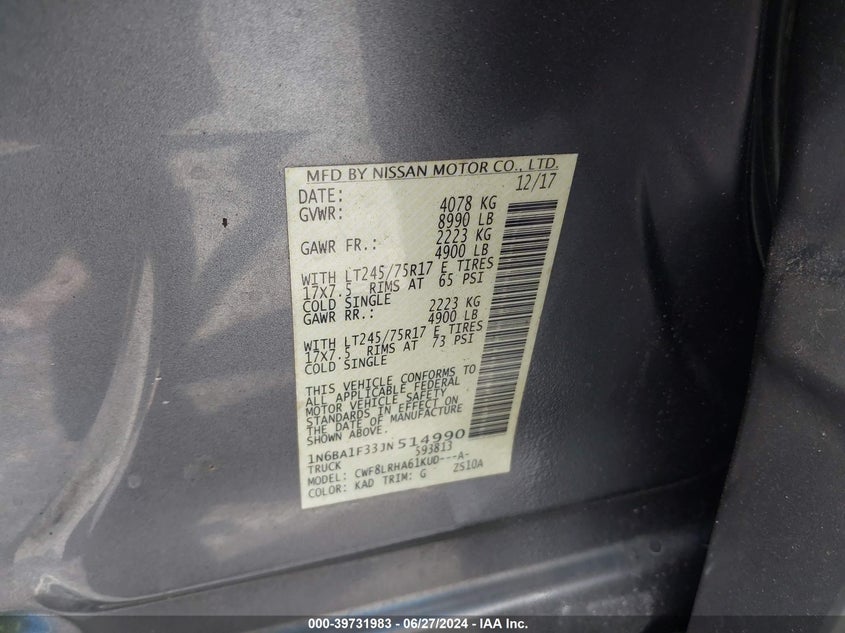 MFD BY NISSAN MOTOR CO., LTD.
DATE: 12/17
GVWR: 4078 KG
8990 LB
GAWR FR.: 2223 KG
4900 LB
WITH LT245/75R17 E TIRES
17X7.5 RIMS AT 65 PSI
COLD SINGLE
GAWR RR.: 2223 KG
4900 LB
WITH LT245/75R17 E TIRES
17X7.5 RIMS AT 73 PSI
COLD SINGLE
THIS VEHICLE CONFORMS TO
ALL APPLICABLE FEDERAL
MOTOR VEHICLE SAFETY
STANDARDS IN EFFECT ON
THE DATE OF MANUFACTURE
SHOWN ABOVE.
1N6BA1F33JN514990
TRUCK 593813
MODEL: CWF8LRHA61KUD---A-
COLOR: KAD TRIM: G ZS10A
000-39731983 - 06/27/2024 - IAA Inc.